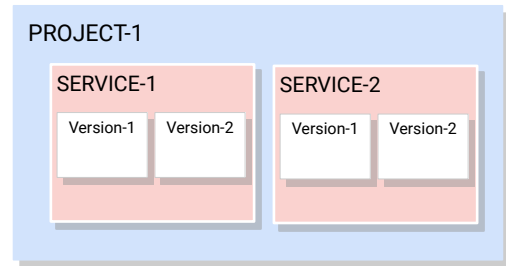 PROJECT-1
SERVICE-1
Version-1 Version-2
SERVICE-2
Version-1 Version-2